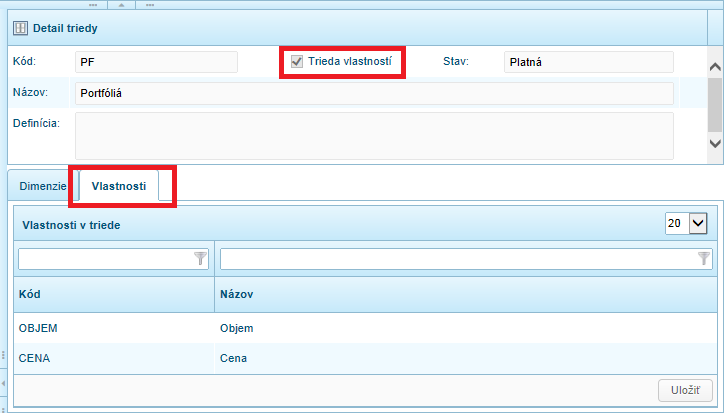 Detail triedy
Kód: PF Trieda vlastností Stav: Platná
Názov: Portfóliá
Definícia:
Dimenzie Vlastnosti
Vlastnosti v triede 20
Kód Názov
OBJEM Objem
CENA Cena
Uložiť